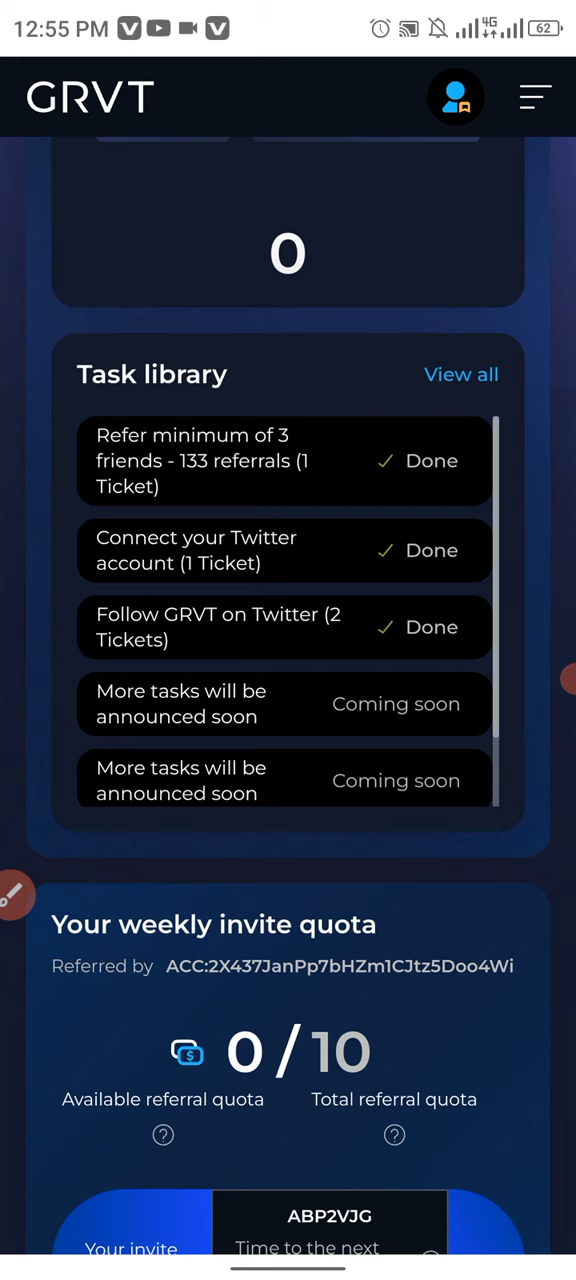 12:55 PM
4G
62
GRVT
0
Task library
View all
Refer minimum of 3
friends - 133 referrals (1
Ticket)
Done
Connect your Twitter
account (1 Ticket)
Done
Follow GRVT on Twitter (2
Tickets)
Done
More tasks will be
announced soon
Coming soon
More tasks will be
announced soon
Coming soon
Your weekly invite quota
Referred by ACC:2X437JanPp7bHZm1CJtz5Doo4Wi
$ 0 / 10
Available referral quota
Total referral quota
? ?
ABP2VJG
Your invite
Time to the next